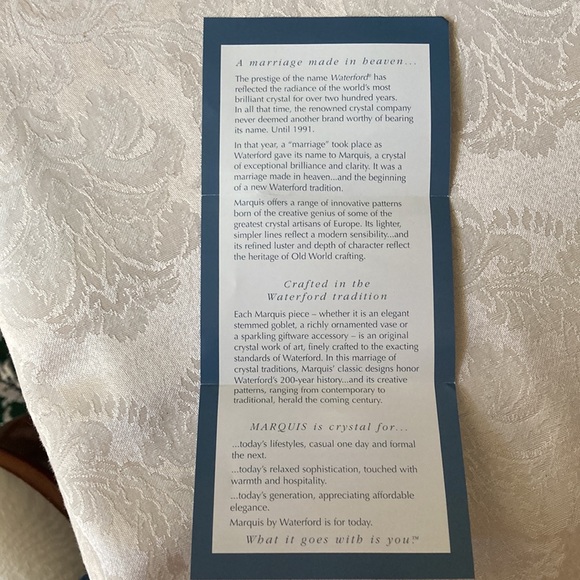 A marriage made in heaven...
The prestige of the name Waterford® has
reflected the radiance of the world's most
brilliant crystal for over two hundred years.
In all that time, the renowned crystal company
never deemed another brand worthy of bearing
its name. Until 1991.
In that year, a "marriage" took place as
Waterford gave its name to Marquis, a crystal
of exceptional brilliance and clarity. It was a
marriage made in heaven...and the beginning
of a new Waterford tradition.
Marquis offers a range of innovative patterns
born of the creative genius of some of the
greatest crystal artisans of Europe. Its lighter,
simpler lines reflect a modern sensibility...and
its refined luster and depth of character reflect
the heritage of Old World crafting.
Crafted in the
Waterford tradition
Each Marquis piece – whether it is an elegant
stemmed goblet, a richly ornamented vase or
a sparkling giftware accessory – is an original
crystal work of art, finely crafted to the exacting
standards of Waterford. In this marriage of
crystal traditions, Marquis' classic designs honor
Waterford's 200-year history...and its creative
patterns, ranging from contemporary to
traditional, herald the coming century.
MARQUIS is crystal for...
...today's lifestyles, casual one day and formal
the next.
...today's relaxed sophistication, touched with
warmth and hospitality.
...today's generation, appreciating affordable
elegance.
Marquis by Waterford is for today.
What it goes with is you.™